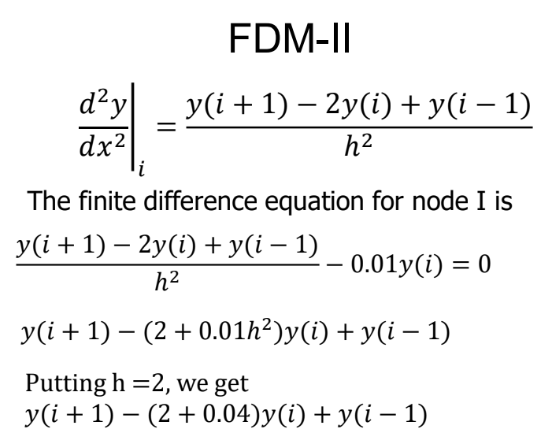 FDM-II
d²y/dx²|ᵢ = (y(i + 1) − 2y(i) + y(i − 1))/h²
The finite difference equation for node I is
(y(i + 1) − 2y(i) + y(i − 1))/h² − 0.01y(i) = 0
y(i + 1) − (2 + 0.01h²)y(i) + y(i − 1)
Putting h =2, we get
y(i + 1) − (2 + 0.04)y(i) + y(i − 1)